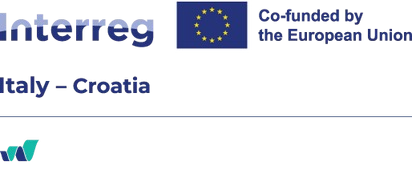 Interreg
Co-funded by
the European Union
Italy – Croatia